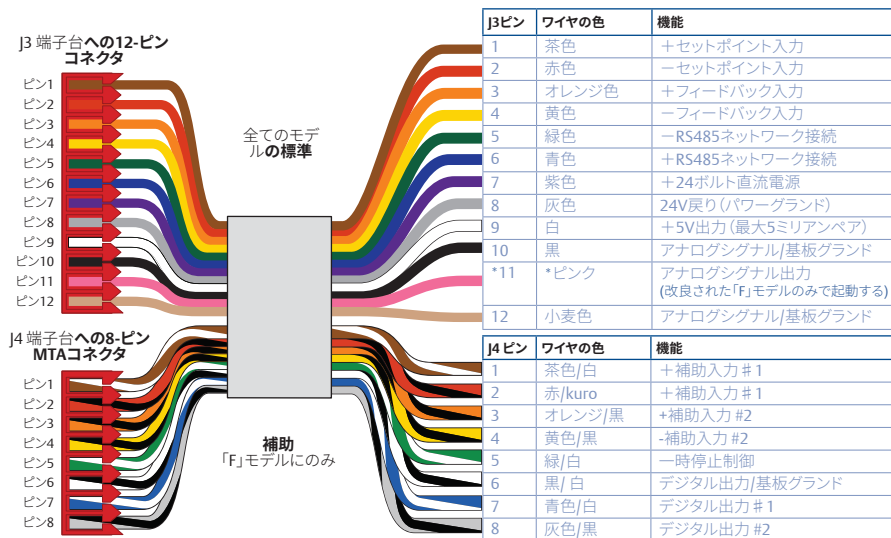 J3 端子台への12-ピン
コネクタ
ピン1
ピン2
ピン3
ピン4
ピン5
ピン6
ピン7
ピン8
ピン9
ピン10
ピン11
ピン12
J4 端子台への8-ピン
MTAコネクタ
ピン1
ピン2
ピン3
ピン4
ピン5
ピン6
ピン7
ピン8
全てのモデ
ルの標準
補助
「F」モデルにのみ
J3ピン ワイヤの色 機能
1 茶色 +セットポイント入力
2 赤色 -セットポイント入力
3 オレンジ色 +フィードバック入力
4 黄色 -フィードバック入力
5 緑色 -RS485ネットワーク接続
6 青色 +RS485ネットワーク接続
7 紫色 +24ボルト直流電源
8 灰色 24V戻り(パワーグランド)
9 白 +5V出力(最大5ミリアンペア)
10 黒 アナログシグナル/基板グランド
*11 *ピンク アナログシグナル出力
(改良された「F」モデルのみで起動する)
12 小麦色 アナログシグナル/基板グランド
J4 ピン ワイヤの色 機能
1 茶色/白 +補助入力♯1
2 赤/kuro +補助入力♯1
3 オレンジ/黒 +補助入力 #2
4 黄色/黒 -補助入力 #2
5 緑/白 一時停止制御
6 黒/ 白 デジタル出力/基板グランド
7 青色/白 デジタル出力♯1
8 灰色/黒 デジタル出力 #2